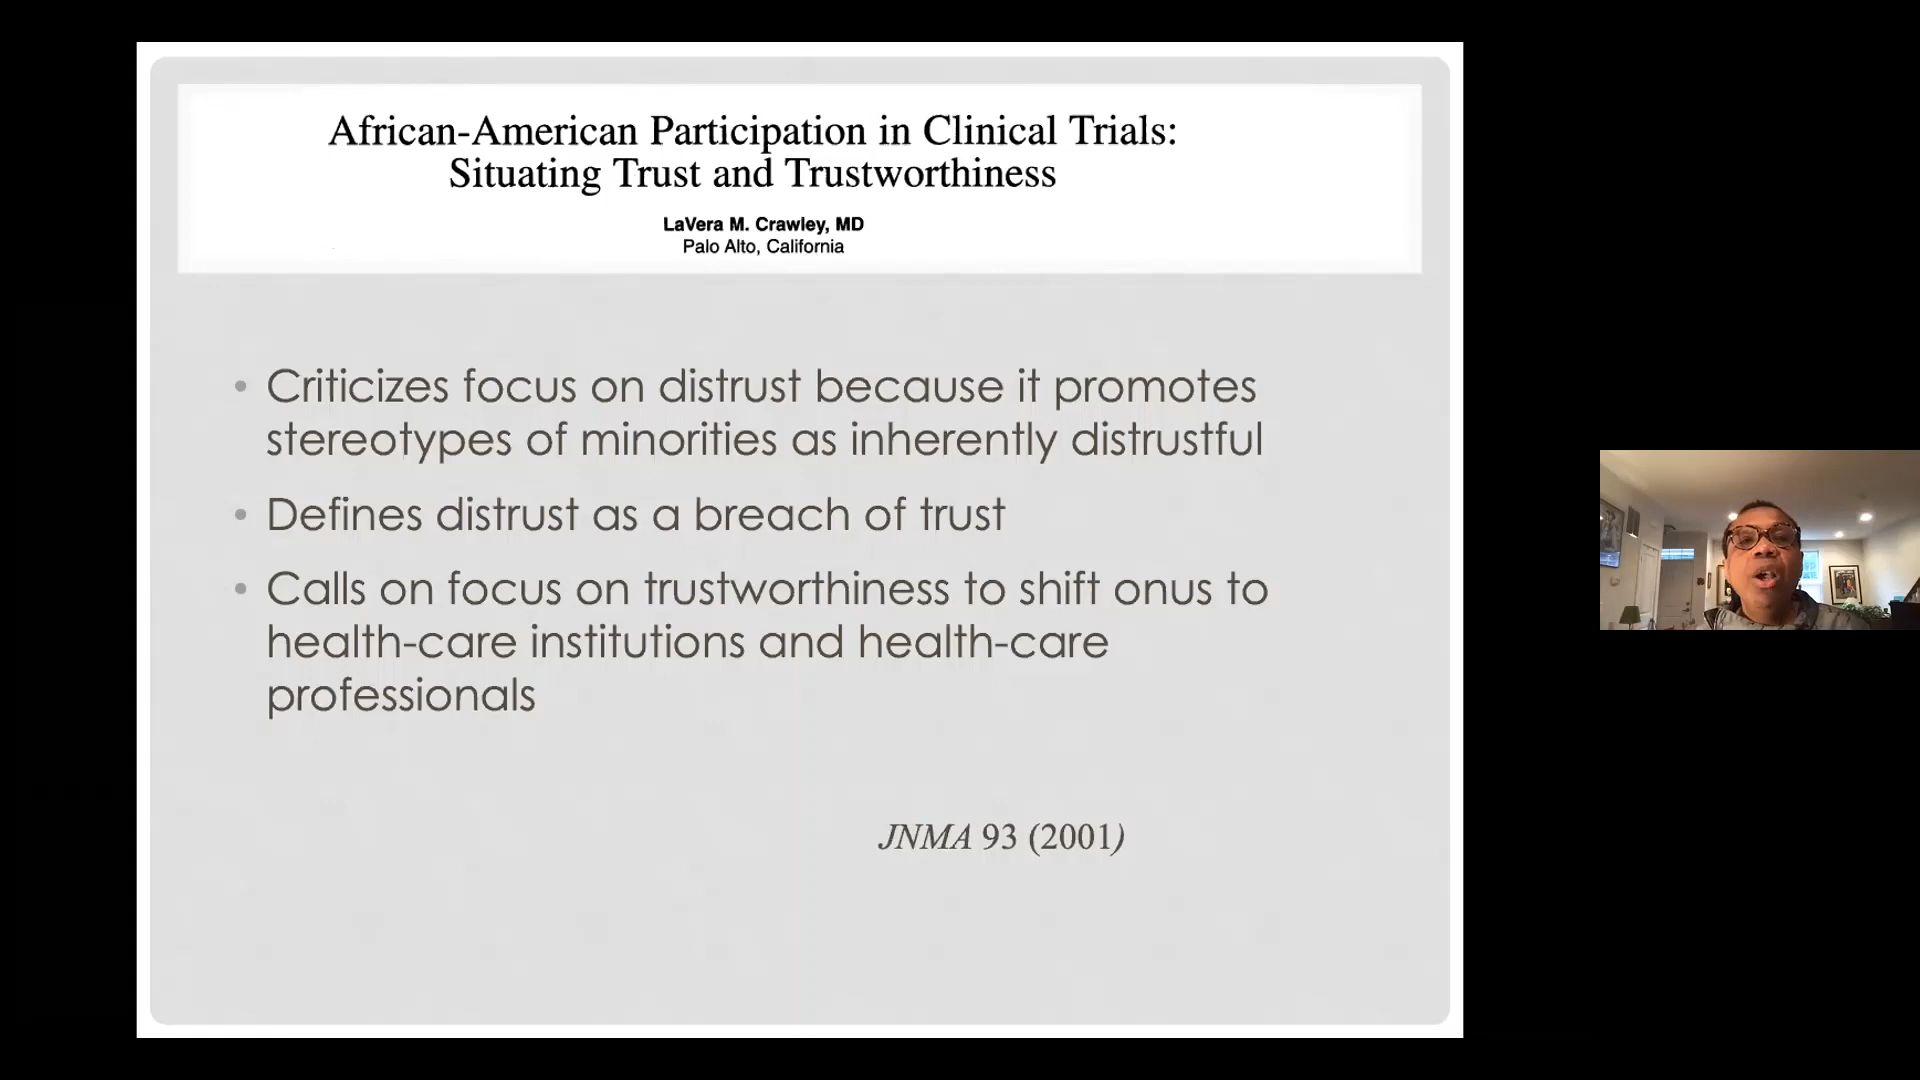 African-American Participation in Clinical Trials:
Situating Trust and Trustworthiness
LaVera M. Crawley, MD
Palo Alto, California
• Criticizes focus on distrust because it promotes
stereotypes of minorities as inherently distrustful
• Defines distrust as a breach of trust
• Calls on focus on trustworthiness to shift onus to
health-care institutions and health-care
professionals
JNMA 93 (2001)